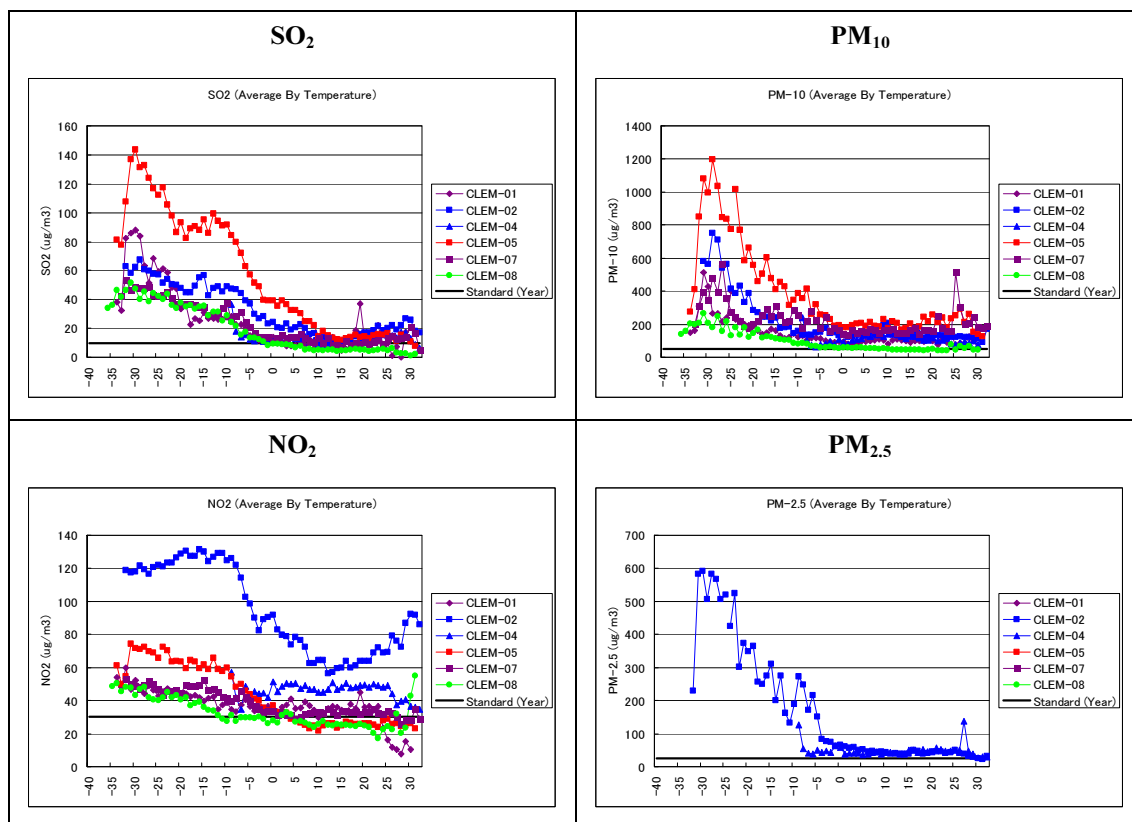 SO2
SO2 (Average By Temperature)
SO2 (ug/m3)
160
140
120
100
80
60
40
20
0
-40 -35 -30 -25 -20 -15 -10 -5 0 5 10 15 20 25 30
CLEM-01
CLEM-02
CLEM-04
CLEM-05
CLEM-07
CLEM-08
Standard (Year)
PM10
PM-10 (Average By Temperature)
PM-10 (ug/m3)
1400
1200
1000
800
600
400
200
0
-40 -35 -30 -25 -20 -15 -10 -5 0 5 10 15 20 25 30
CLEM-01
CLEM-02
CLEM-04
CLEM-05
CLEM-07
CLEM-08
Standard (Year)
NO2
NO2 (Average By Temperature)
NO2 (ug/m3)
140
120
100
80
60
40
20
0
-40 -35 -30 -25 -20 -15 -10 -5 0 5 10 15 20 25 30
CLEM-01
CLEM-02
CLEM-04
CLEM-05
CLEM-07
CLEM-08
Standard (Year)
PM2.5
PM-2.5 (Average By Temperature)
PM-2.5 (ug/m3)
700
600
500
400
300
200
100
0
-40 -35 -30 -25 -20 -15 -10 -5 0 5 10 15 20 25 30
CLEM-01
CLEM-02
CLEM-04
CLEM-05
CLEM-07
CLEM-08
Standard (Year)